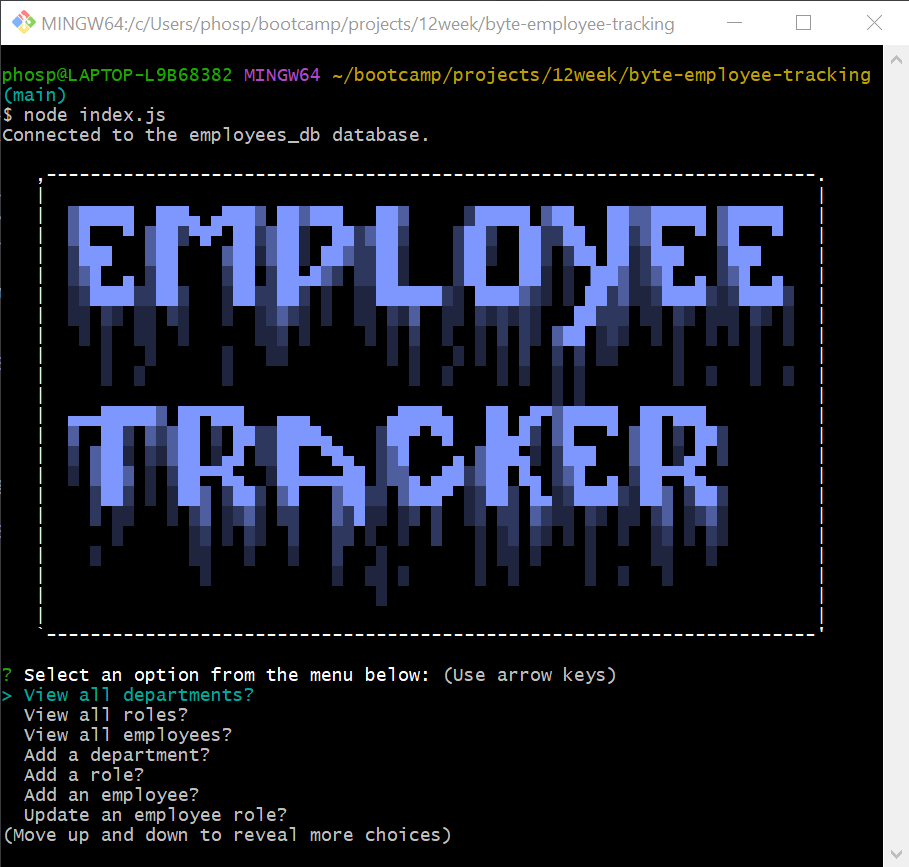 MINGW64:/c/Users/phosp/bootcamp/projects/12week/byte-employee-tracking
phosp@LAPTOP-L9B68382 MINGW64 ~/bootcamp/projects/12week/byte-employee-tracking
(main)
$ node index.js
Connected to the employees_db database.
EMPLOYEE
TRACKER
? Select an option from the menu below: (Use arrow keys)
> View all departments?
View all roles?
View all employees?
Add a department?
Add a role?
Add an employee?
Update an employee role?
(Move up and down to reveal more choices)